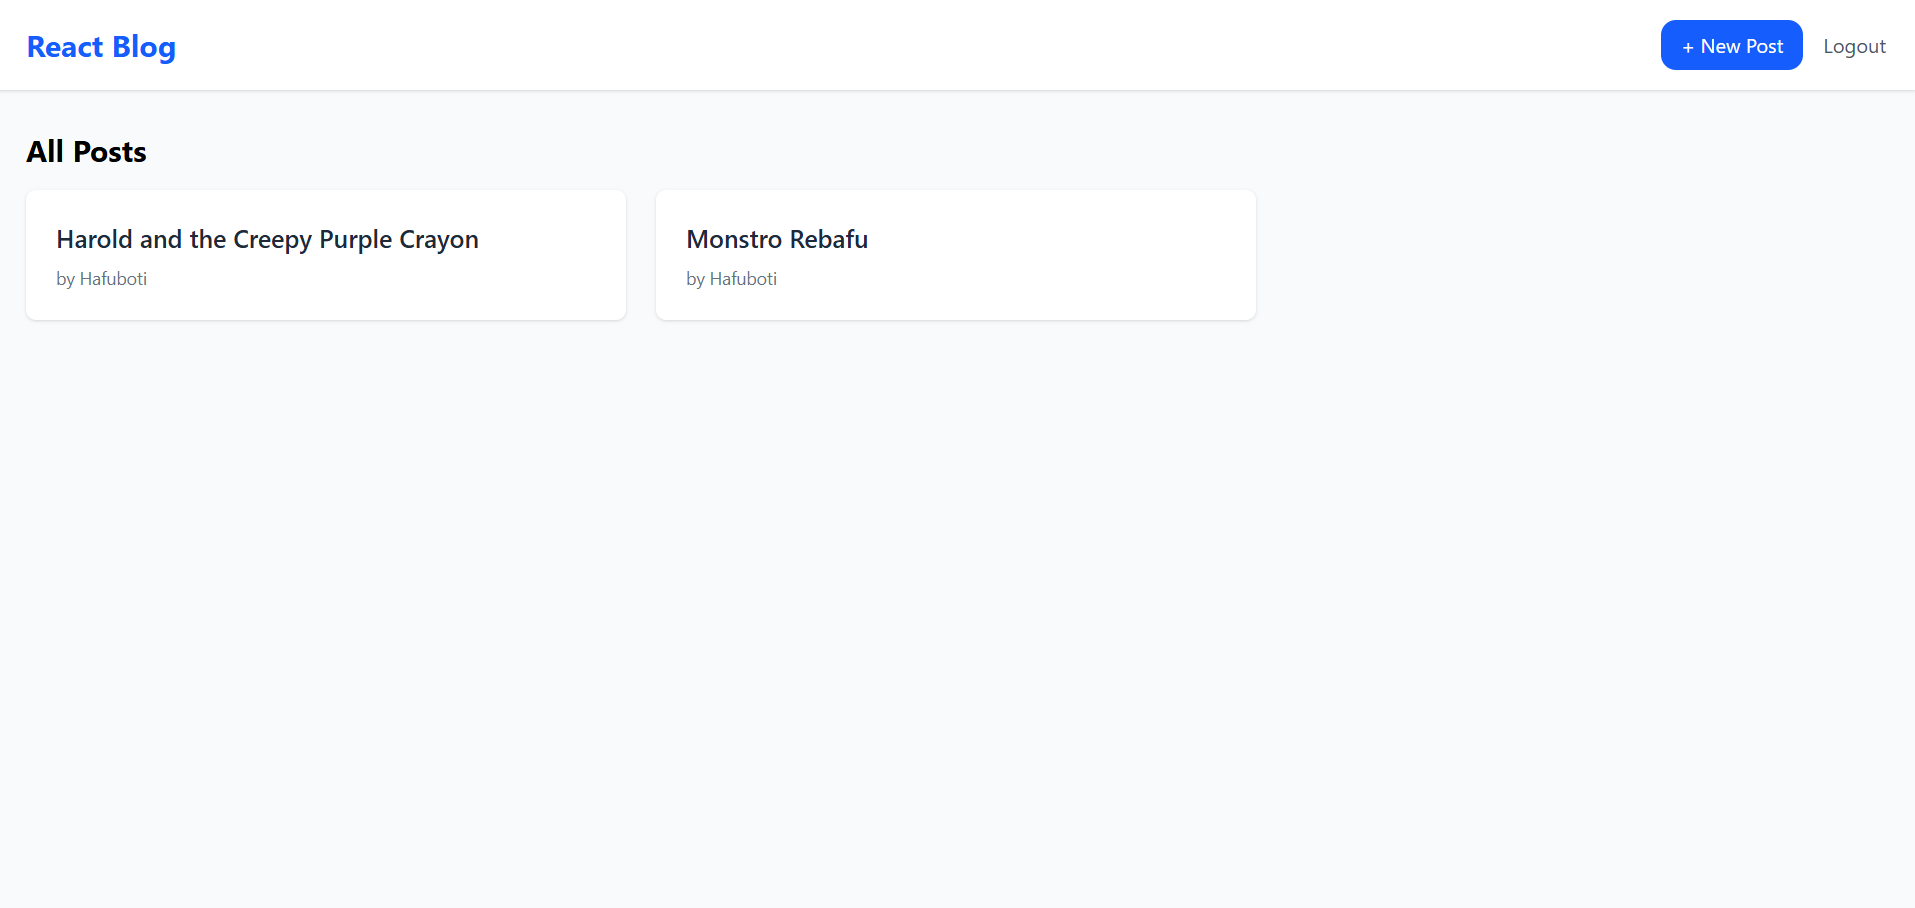 React Blog
+ New Post
Logout
All Posts
Harold and the Creepy Purple Crayon
by Hafuboti
Monstro Rebafu
by Hafuboti